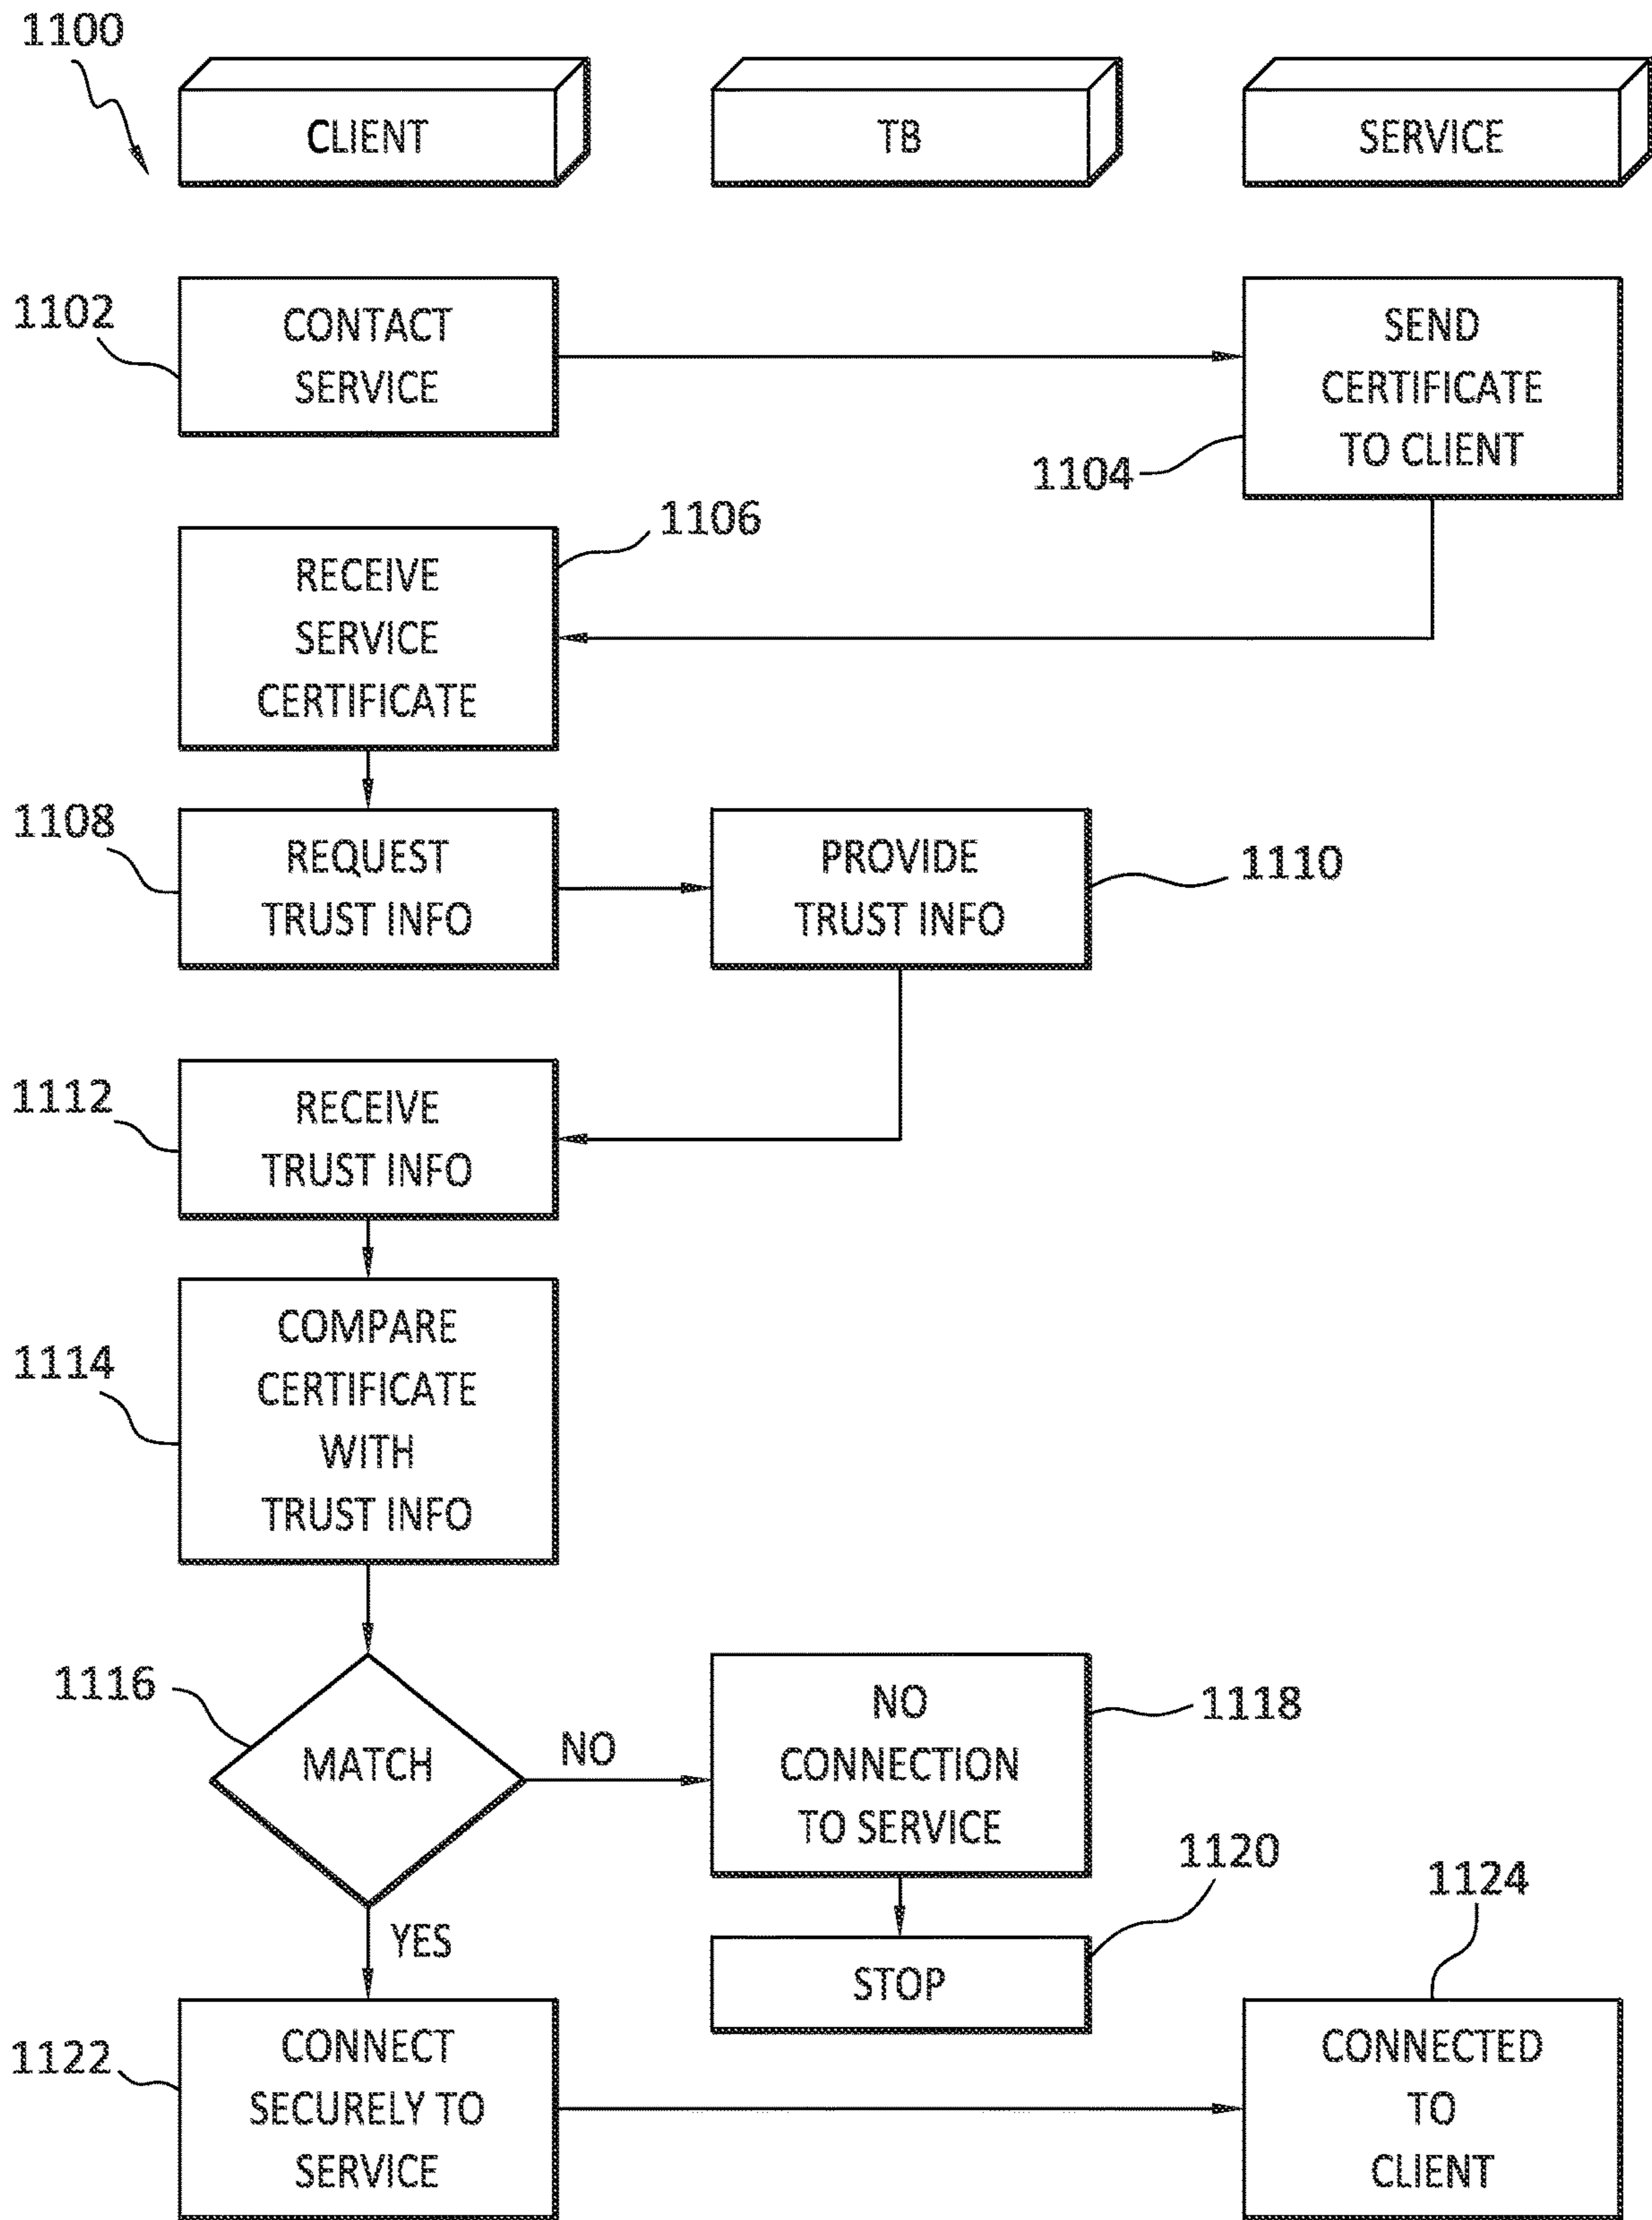 1100
CLIENT
TB
SERVICE
1102
CONTACT
SERVICE
SEND
CERTIFICATE
TO CLIENT
1104
1106
RECEIVE
SERVICE
CERTIFICATE
1108
REQUEST
TRUST INFO
PROVIDE
TRUST INFO
1110
1112
RECEIVE
TRUST INFO
1114
COMPARE
CERTIFICATE
WITH
TRUST INFO
1116
MATCH
NO
NO
CONNECTION
TO SERVICE
1118
YES
1120
STOP
1124
1122
CONNECT
SECURELY TO
SERVICE
CONNECTED
TO
CLIENT